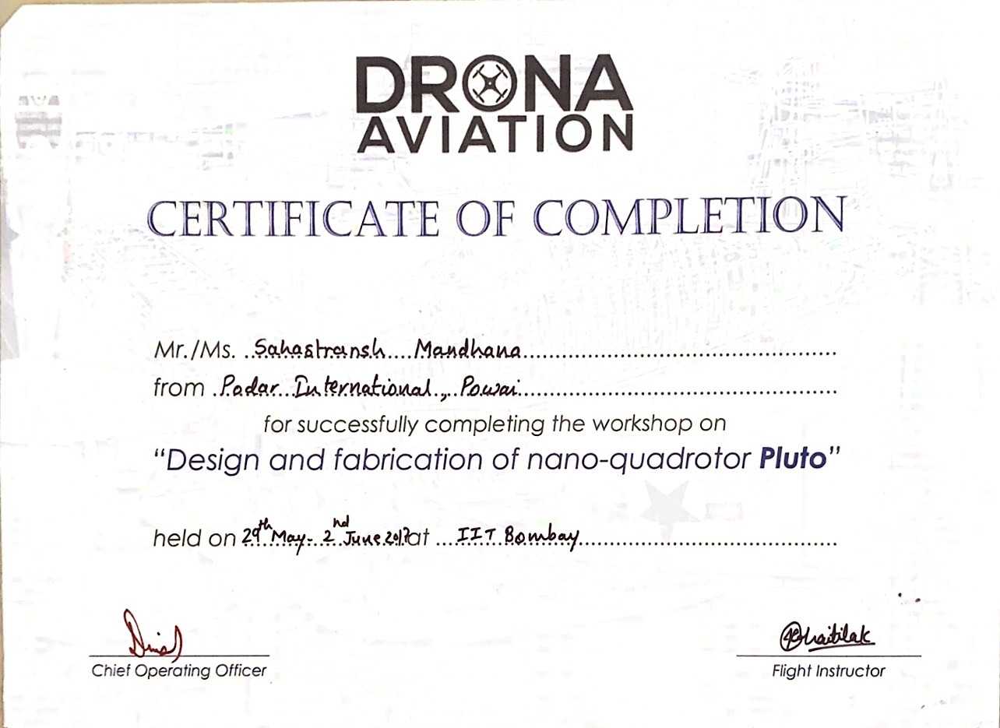 DRONA
AVIATION
CERTIFICATE OF COMPLETION
Mr./Ms. Sahastransh Mandhana
from Podar International, Powai
for successfully completing the workshop on
“Design and fabrication of nano-quadrotor Pluto”
held on 29th May - 2nd June 2017 at IIT Bombay
Chief Operating Officer
Flight Instructor